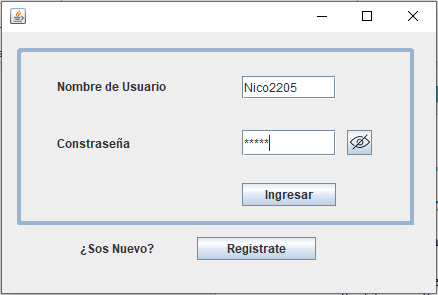 Nombre de Usuario Nico2205
Constraseña *****
Ingresar
¿Sos Nuevo? Registrate